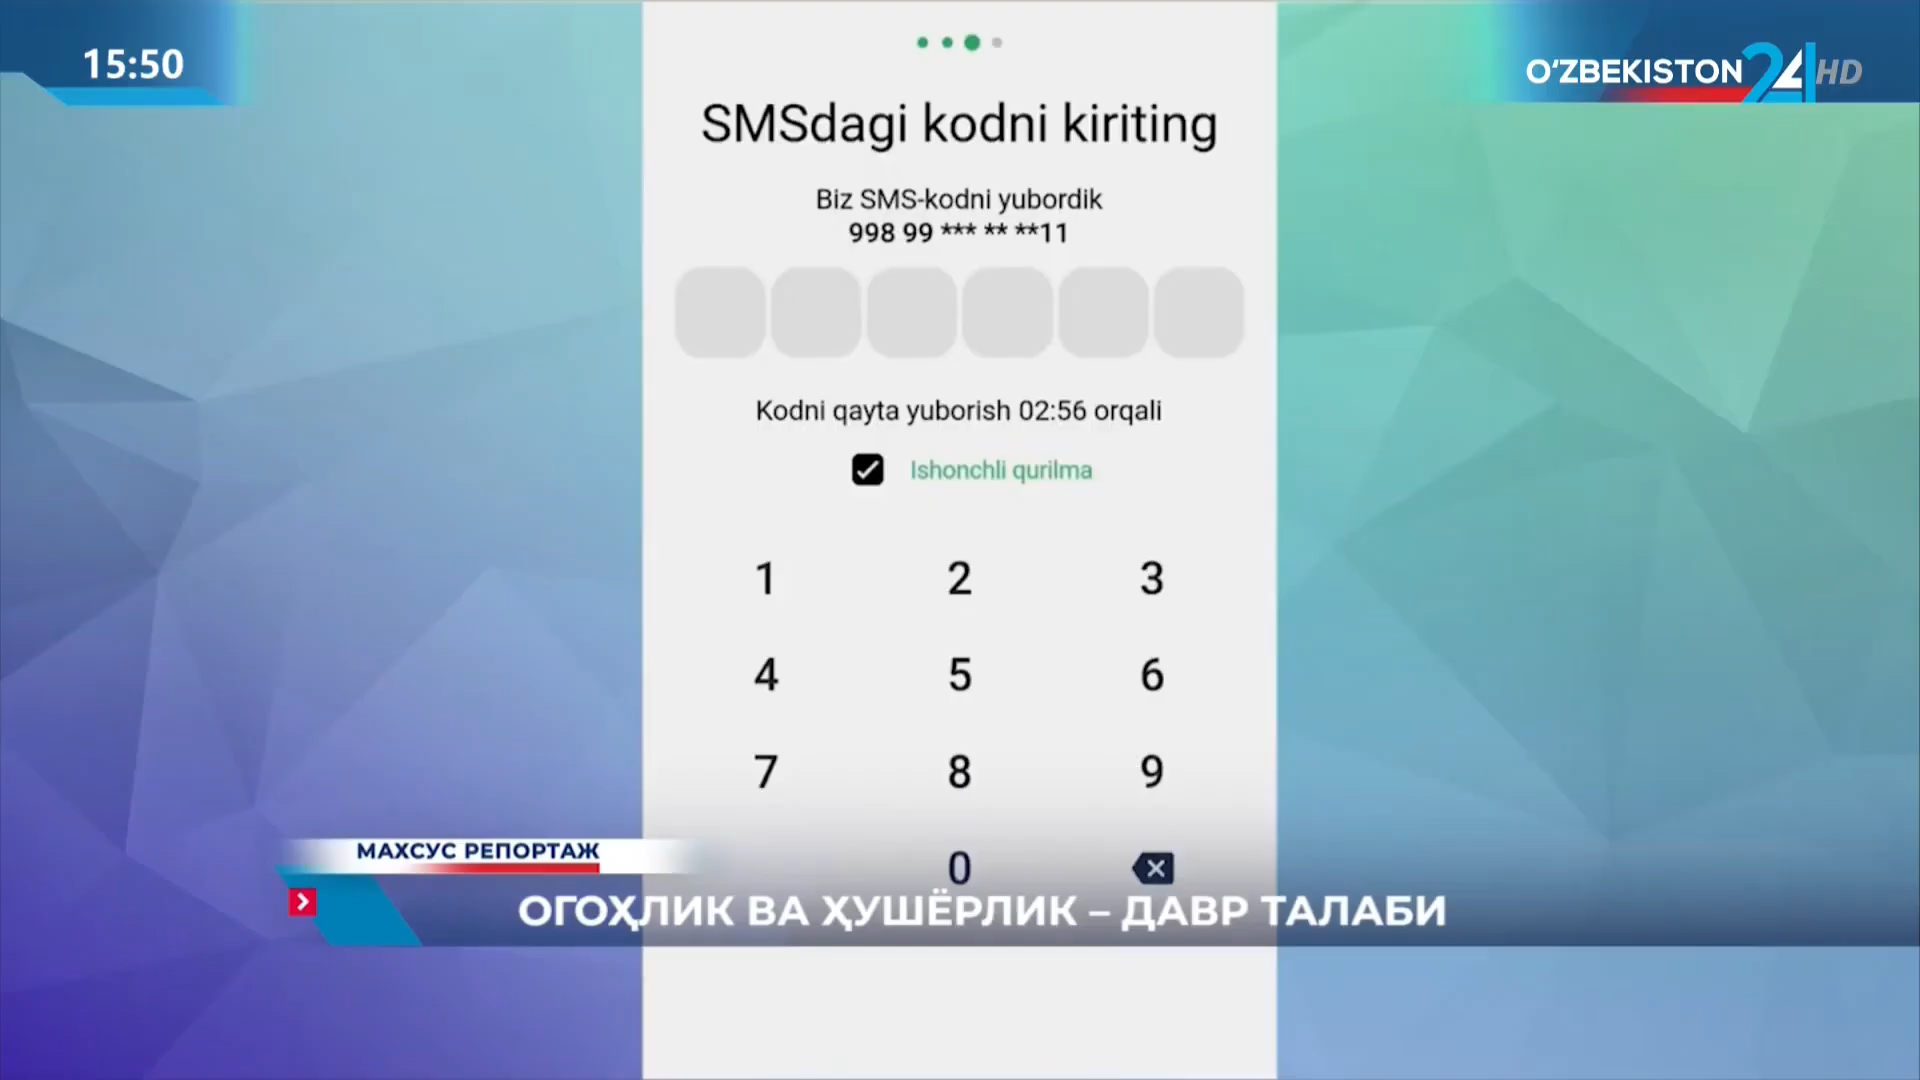 15:50
O‘ZBEKISTON 24 HD
SMSdagi kodni kiriting
Biz SMS-kodni yubordik
998 99 *** ** **11
Kodni qayta yuborish 02:56 orqali
Ishonchli qurilma
1 2 3
4 5 6
7 8 9
0
МАХСУС РЕПОРТАЖ
ОГОҲЛИК ВА ҲУШЁРЛИК – ДАВР ТАЛАБИ